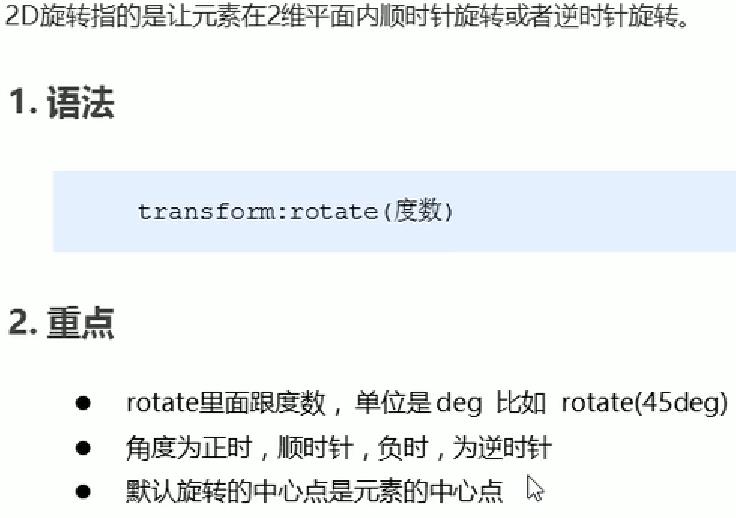 2D旋转指的是让元素在2维平面内顺时针旋转或者逆时针旋转。
1. 语法
transform:rotate(度数)
2. 重点
● rotate里面跟度数，单位是 deg 比如 rotate(45deg)
● 角度为正时，顺时针，负时，为逆时针
● 默认旋转的中心点是元素的中心点